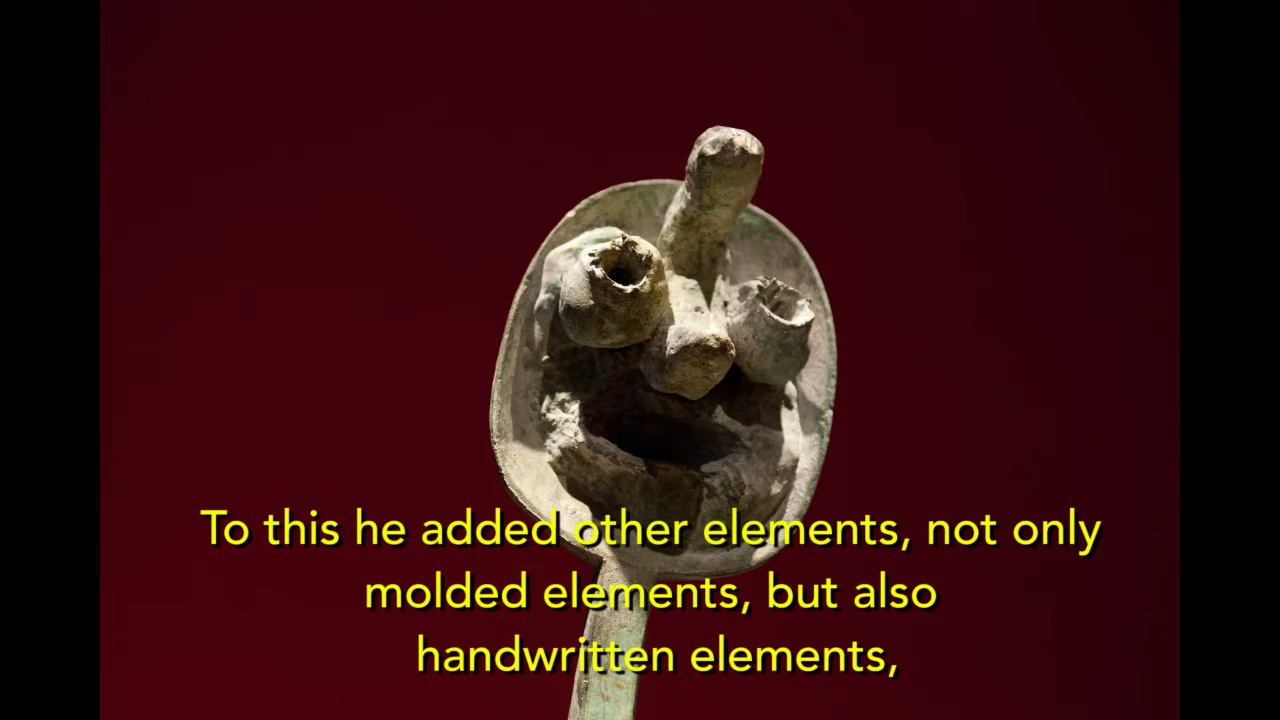 To this he added other elements, not only
molded elements, but also
handwritten elements,